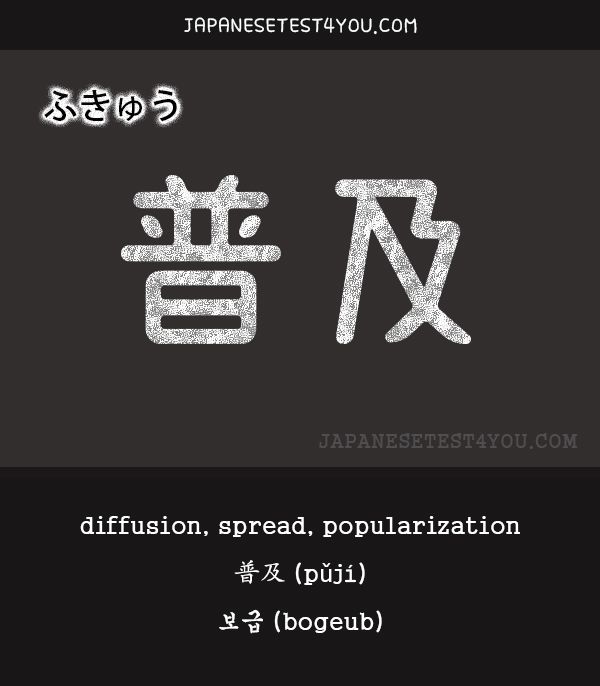 JAPANESETEST4YOU.COM
ふきゅう
普及
JAPANESETEST4YOU.COM
diffusion, spread, popularization
普及 (pǔjí)
보급 (bogeub)